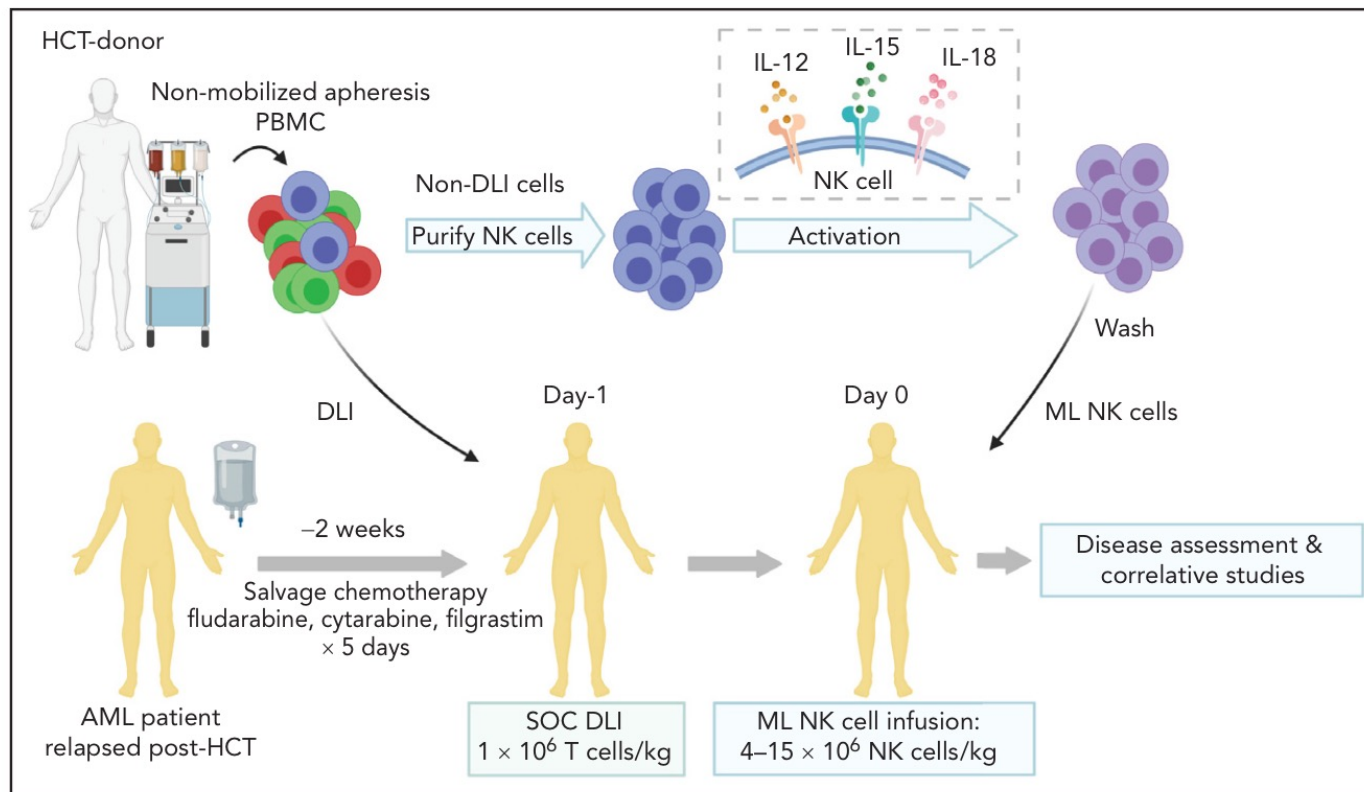 HCT-donor
Non-mobilized apheresis
PBMC
Non-DLI cells
Purify NK cells
IL-12
IL-15
IL-18
NK cell
Activation
Wash
DLI
Day-1
Day 0
ML NK cells
–2 weeks
Salvage chemotherapy
fludarabine, cytarabine, filgrastim
× 5 days
Disease assessment &
correlative studies
AML patient
relapsed post-HCT
SOC DLI
1 × 10⁶ T cells/kg
ML NK cell infusion:
4–15 × 10⁶ NK cells/kg